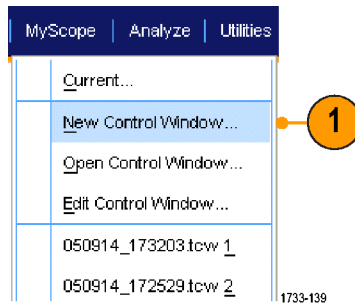 MyScope | Analyze | Utilities
Current...
New Control Window...
1
Open Control Window...
Edit Control Window...
050914_173203.tcw 1
050914_172529.tcw 2
1733-139